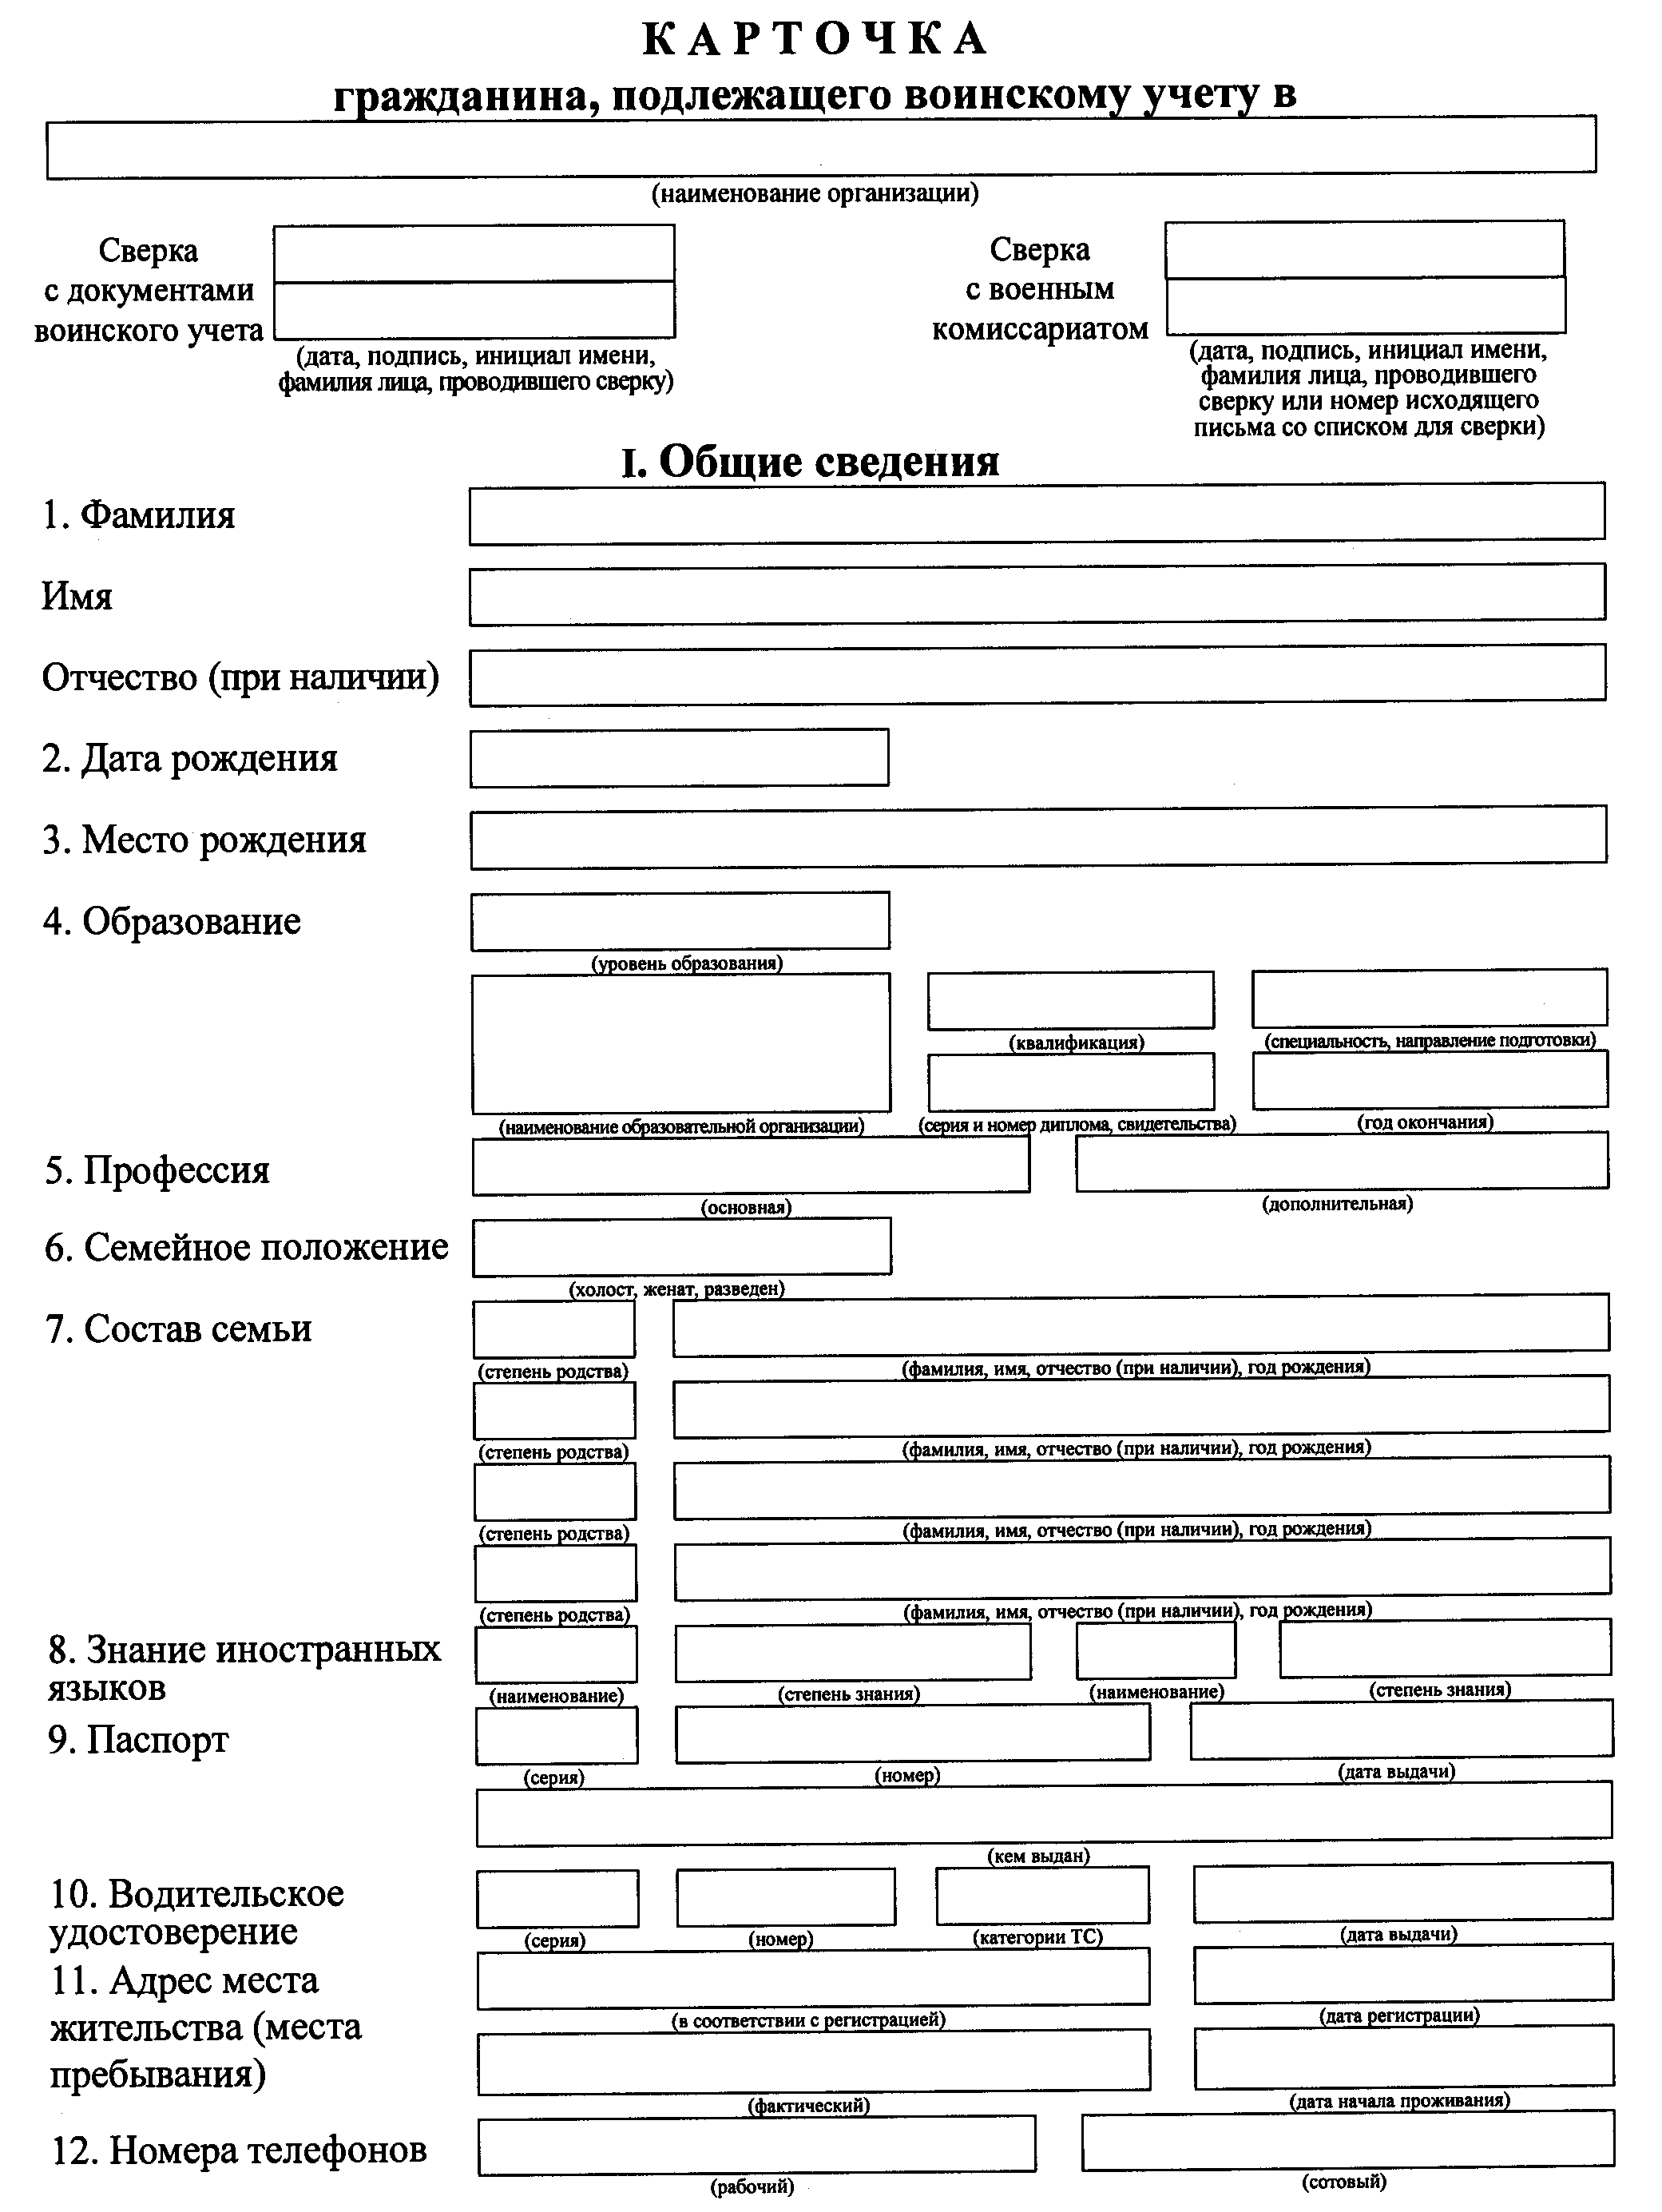 КАРТОЧКА
гражданина, подлежащего воинскому учету в
(наименование организации)
Сверка
с документами
воинского учета
(дата, подпись, инициал имени,
фамилия лица, проводившего сверку)
Сверка
с военным
комиссариатом
(дата, подпись, инициал имени,
фамилия лица, проводившего
сверку или номер исходящего
письма со списком для сверки)
I. Общие сведения
1. Фамилия
Имя
Отчество (при наличии)
2. Дата рождения
3. Место рождения
4. Образование
(уровень образования)
(квалификация) (специальность, направление подготовки)
(наименование образовательной организации) (серия и номер диплома, свидетельства) (год окончания)
5. Профессия
(основная) (дополнительная)
6. Семейное положение
(холост, женат, разведен)
7. Состав семьи
(степень родства) (фамилия, имя, отчество (при наличии), год рождения)
(степень родства) (фамилия, имя, отчество (при наличии), год рождения)
(степень родства) (фамилия, имя, отчество (при наличии), год рождения)
(степень родства) (фамилия, имя, отчество (при наличии), год рождения)
8. Знание иностранных
языков
(наименование) (степень знания) (наименование) (степень знания)
9. Паспорт
(серия) (номер) (дата выдачи)
(кем выдан)
10. Водительское
удостоверение
(серия) (номер) (категории ТС) (дата выдачи)
11. Адрес места
жительства (места
пребывания)
(в соответствии с регистрацией) (дата регистрации)
(фактический) (дата начала проживания)
12. Номера телефонов
(рабочий) (сотовый)